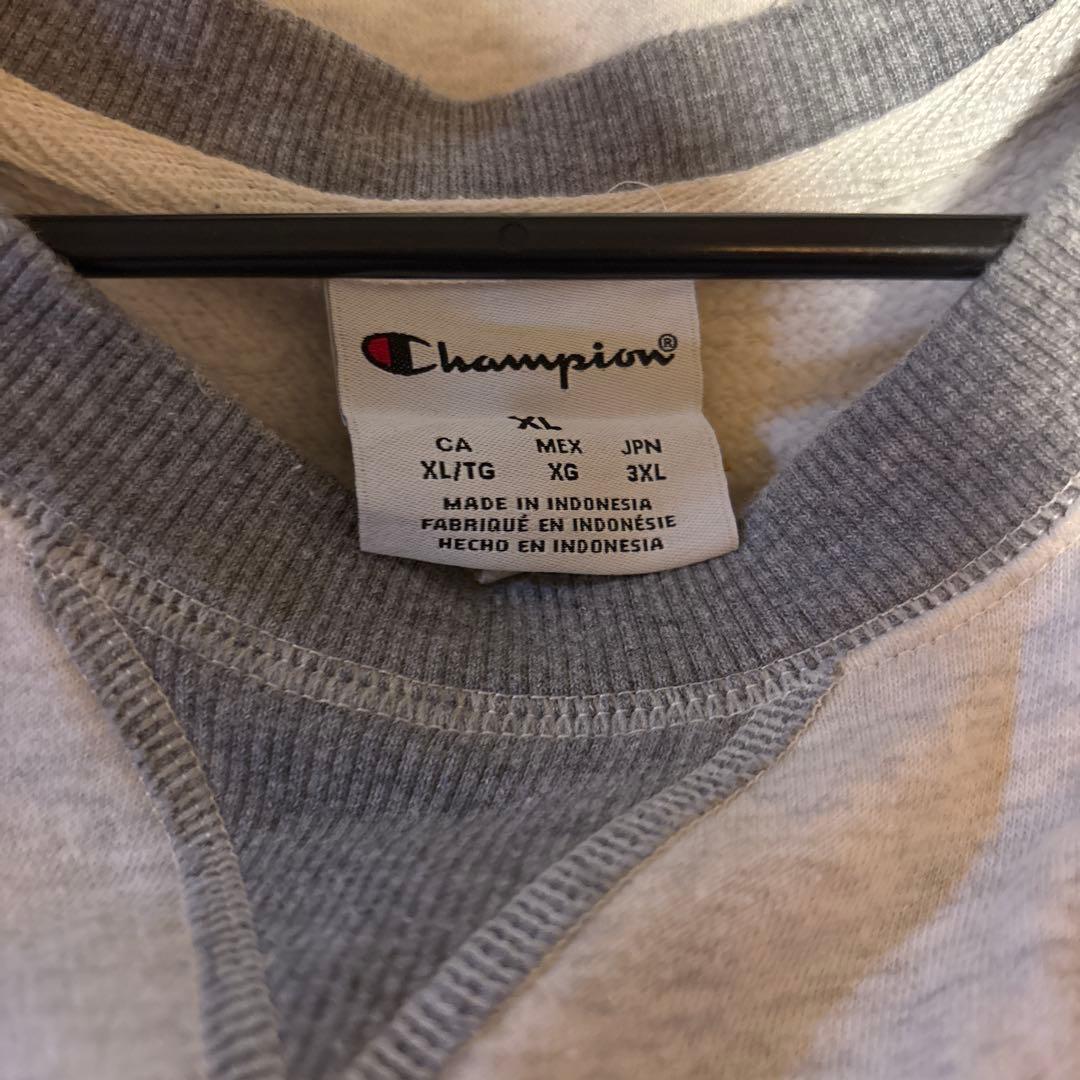 Champion®
XL
CA MEX JPN
XL/TG XG 3XL
MADE IN INDONESIA
FABRIQUÉ EN INDONÉSIE
HECHO EN INDONESIA